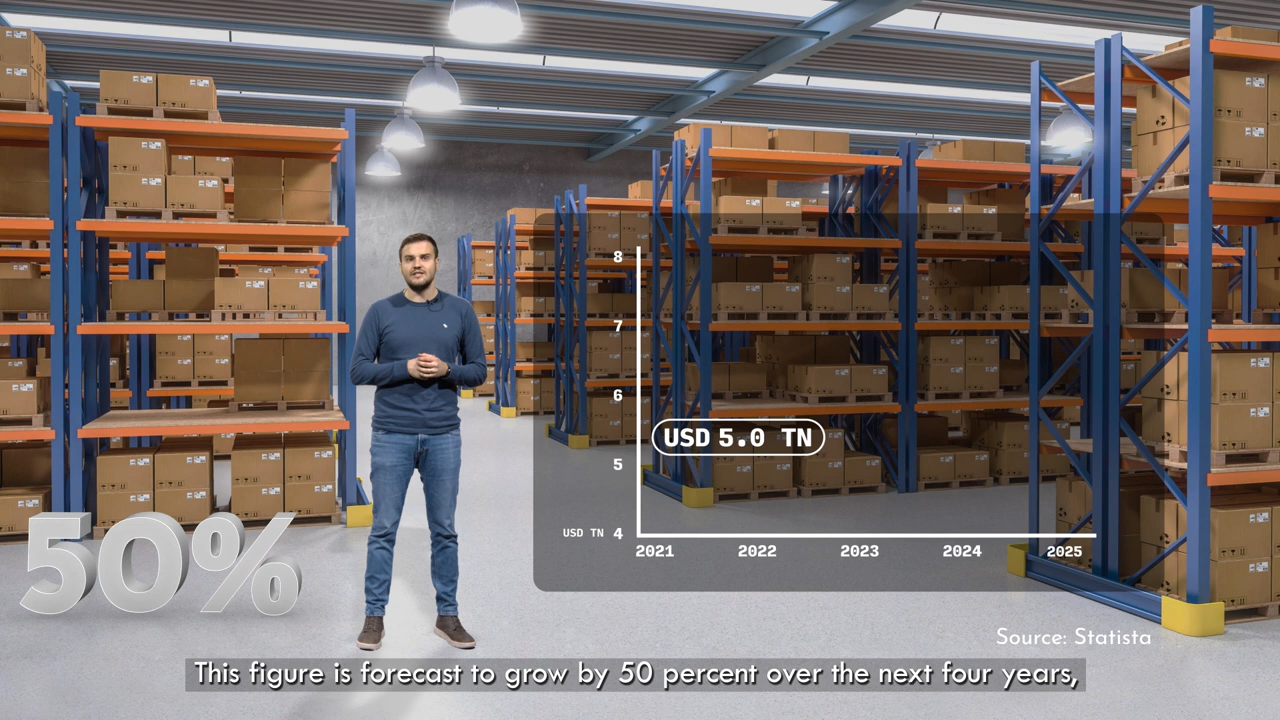 8
7
6
USD 5.0 TN
5
USD TN 4
2021 2022 2023 2024 2025
50%
Source: Statista
This figure is forecast to grow by 50 percent over the next four years,